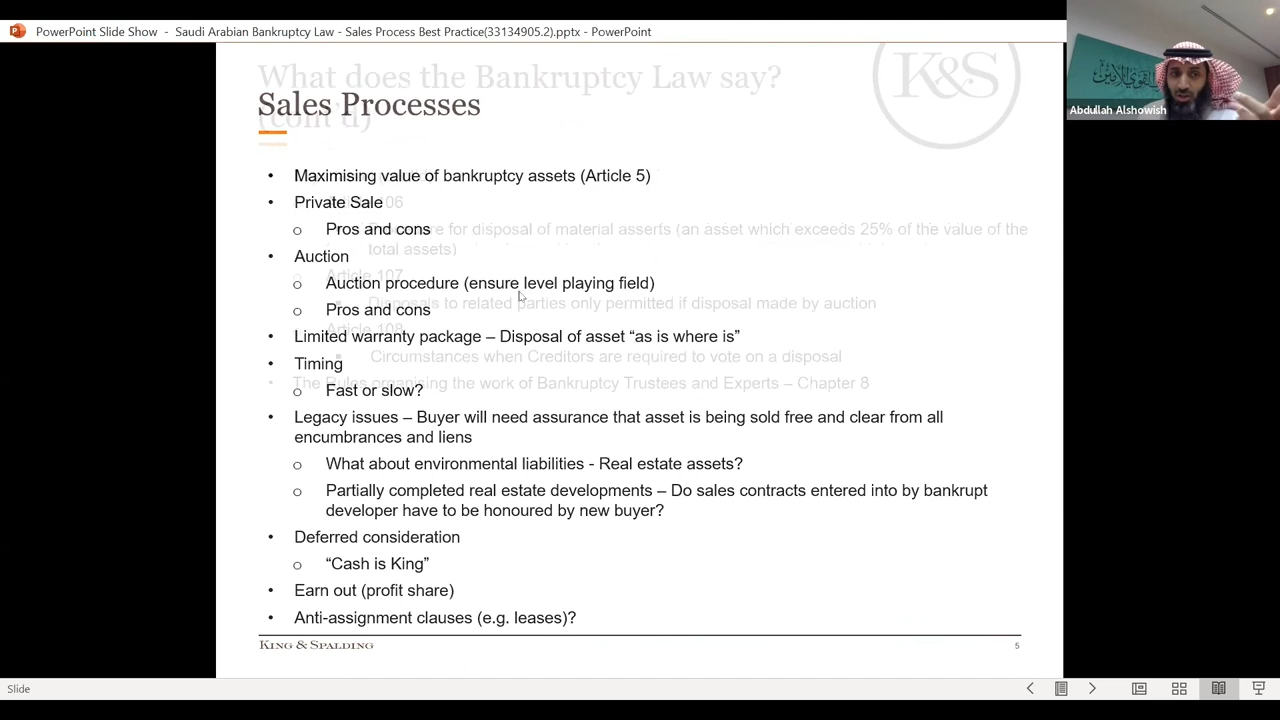 PowerPoint Slide Show - Saudi Arabian Bankruptcy Law - Sales Process Best Practice(33134905.2).pptx - PowerPoint
Abdullah Alshowish
What does the Bankruptcy Law say?
(cont'd)
K&S
Sales Processes
• Maximising value of bankruptcy assets (Article 5)
• Private Sale
106
o Pros and cons
re for disposal of material asserts (an asset which exceeds 25% of the value of the
total assets)
• Auction
Article 107
o Auction procedure (ensure level playing field)
Disposals to related parties only permitted if disposal made by auction
o Pros and cons
Article 108
• Limited warranty package – Disposal of asset “as is where is”
Circumstances when Creditors are required to vote on a disposal
• Timing
• The Rules organising the work of Bankruptcy Trustees and Experts – Chapter 8
o Fast or slow?
• Legacy issues – Buyer will need assurance that asset is being sold free and clear from all
encumbrances and liens
o What about environmental liabilities - Real estate assets?
o Partially completed real estate developments – Do sales contracts entered into by bankrupt
developer have to be honoured by new buyer?
• Deferred consideration
o “Cash is King”
• Earn out (profit share)
• Anti-assignment clauses (e.g. leases)?
KING & SPALDING
5
Slide